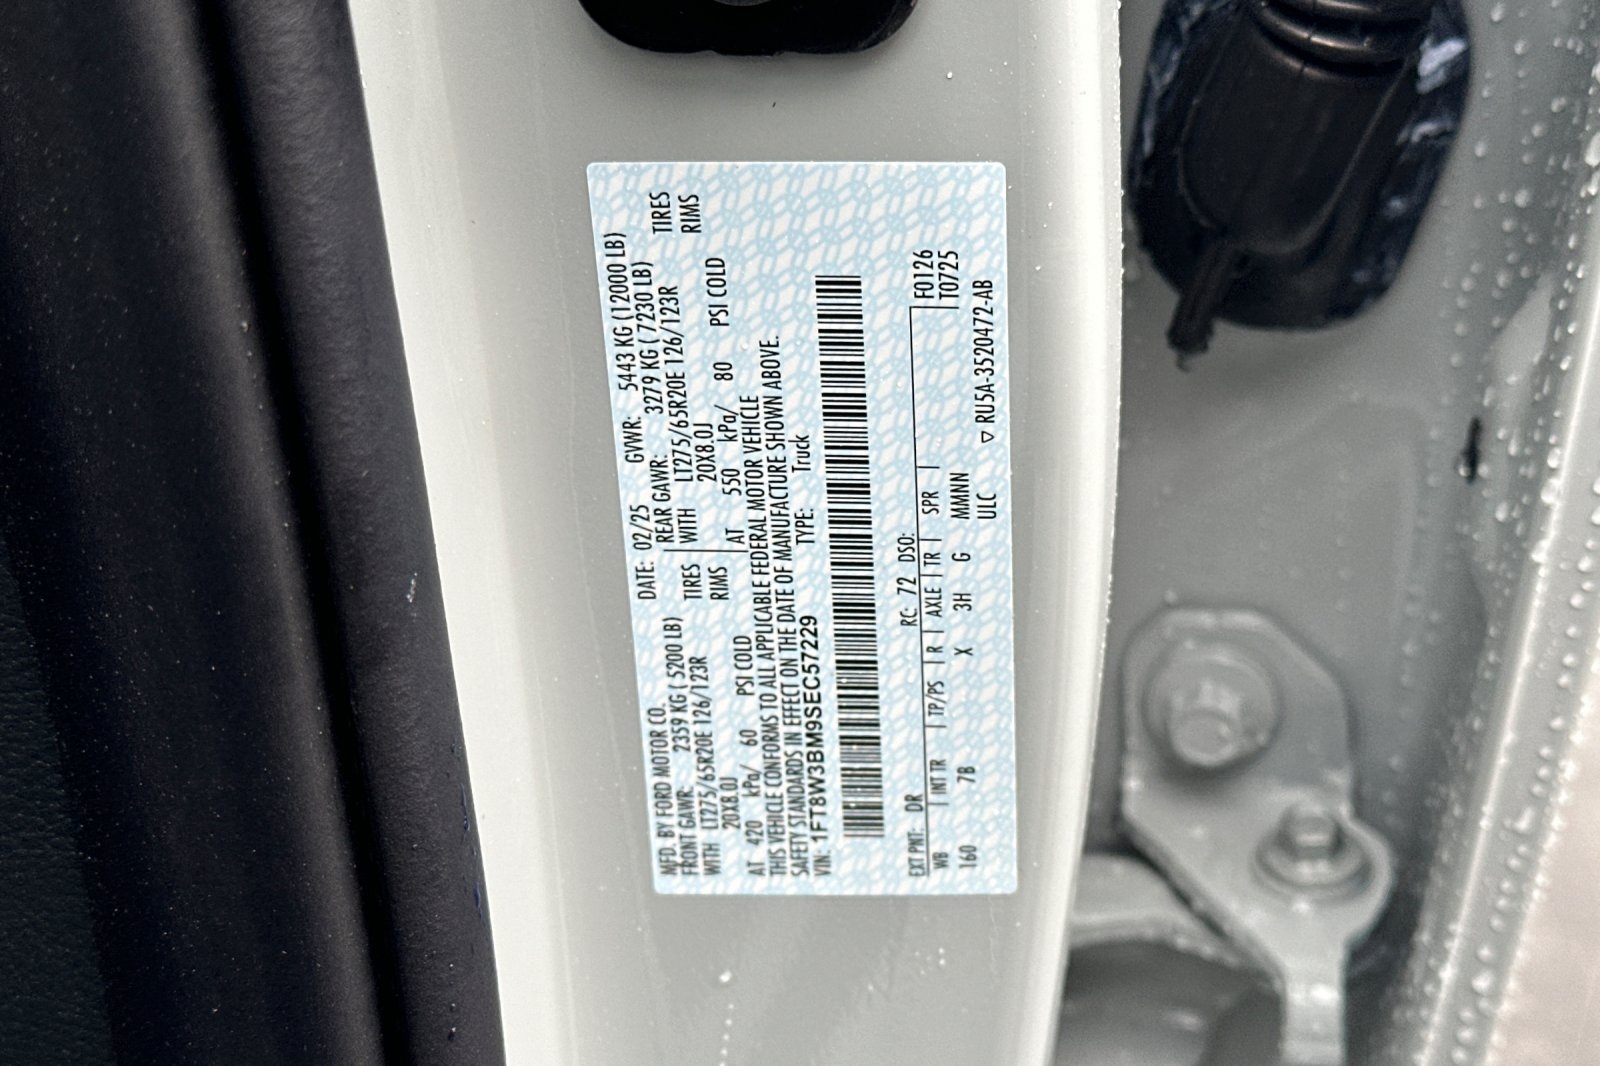 MFD. BY FORD MOTOR CO.
DATE: 02/25 GVWR: 5443 KG (12000 LB)
FRONT GAWR: 2359 KG ( 5200 LB)
REAR GAWR: 3279 KG ( 7230 LB)
WITH LT275/65R20E 126/123R TIRES
WITH LT275/65R20E 126/123R TIRES
20X8.0J RIMS
20X8.0J RIMS
AT 420 kPa/ 60 PSI COLD
AT 550 kPa/ 80 PSI COLD
THIS VEHICLE CONFORMS TO ALL APPLICABLE FEDERAL MOTOR VEHICLE
SAFETY STANDARDS IN EFFECT ON THE DATE OF MANUFACTURE SHOWN ABOVE.
VIN: 1FT8W3BM9SEC57229 TYPE: Truck
F0126
T0725
EXT PNT: DR RC: 72 DSO:
WB | INT TR | TP/PS | R | AXLE | TR | SPR |
160 7B X 3H G MMNN
ULC ▽ RU5A-3520472-AB